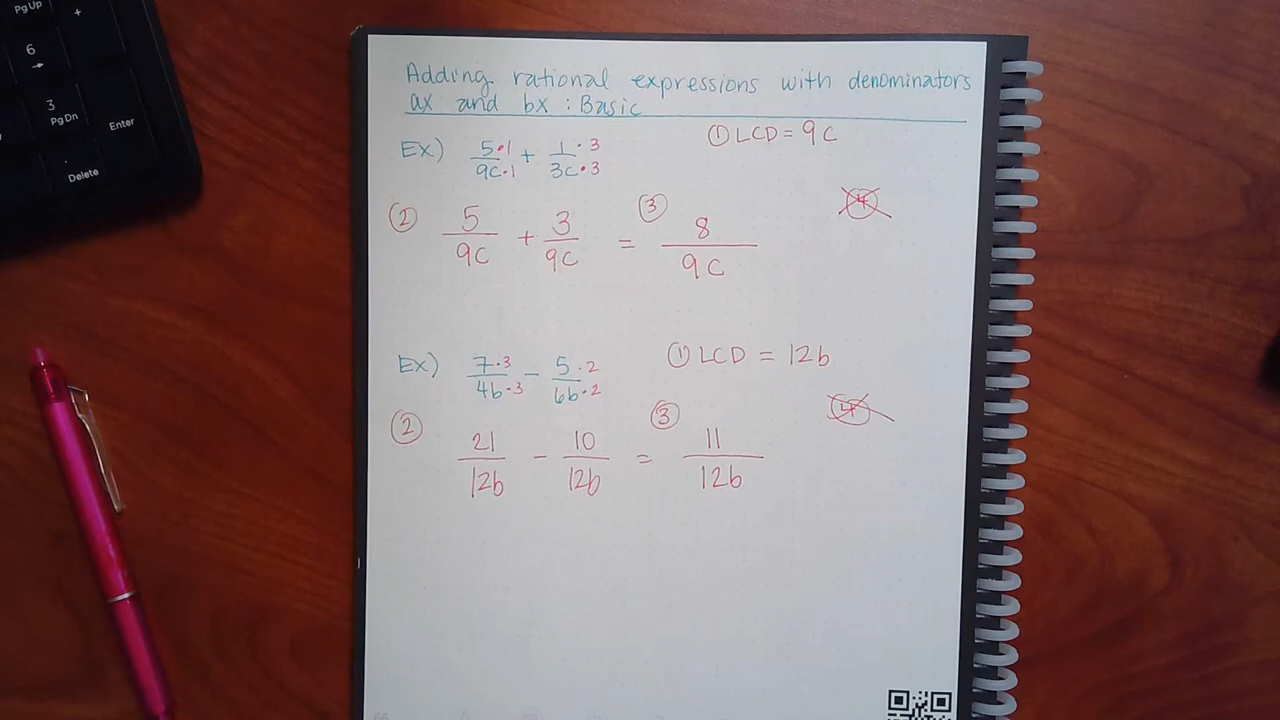 PgUp
+
6
→
3
PgDn
Enter
.
Delete
Adding rational expressions with denominators
ax and bx : Basic
Ex) 5·1/9c·1 + 1·3/3c·3
① LCD = 9c
② 5/9c + 3/9c = ③ 8/9c
④
Ex) 7·3/4b·3 − 5·2/6b·2
① LCD = 12b
② 21/12b − 10/12b = ③ 11/12b
④